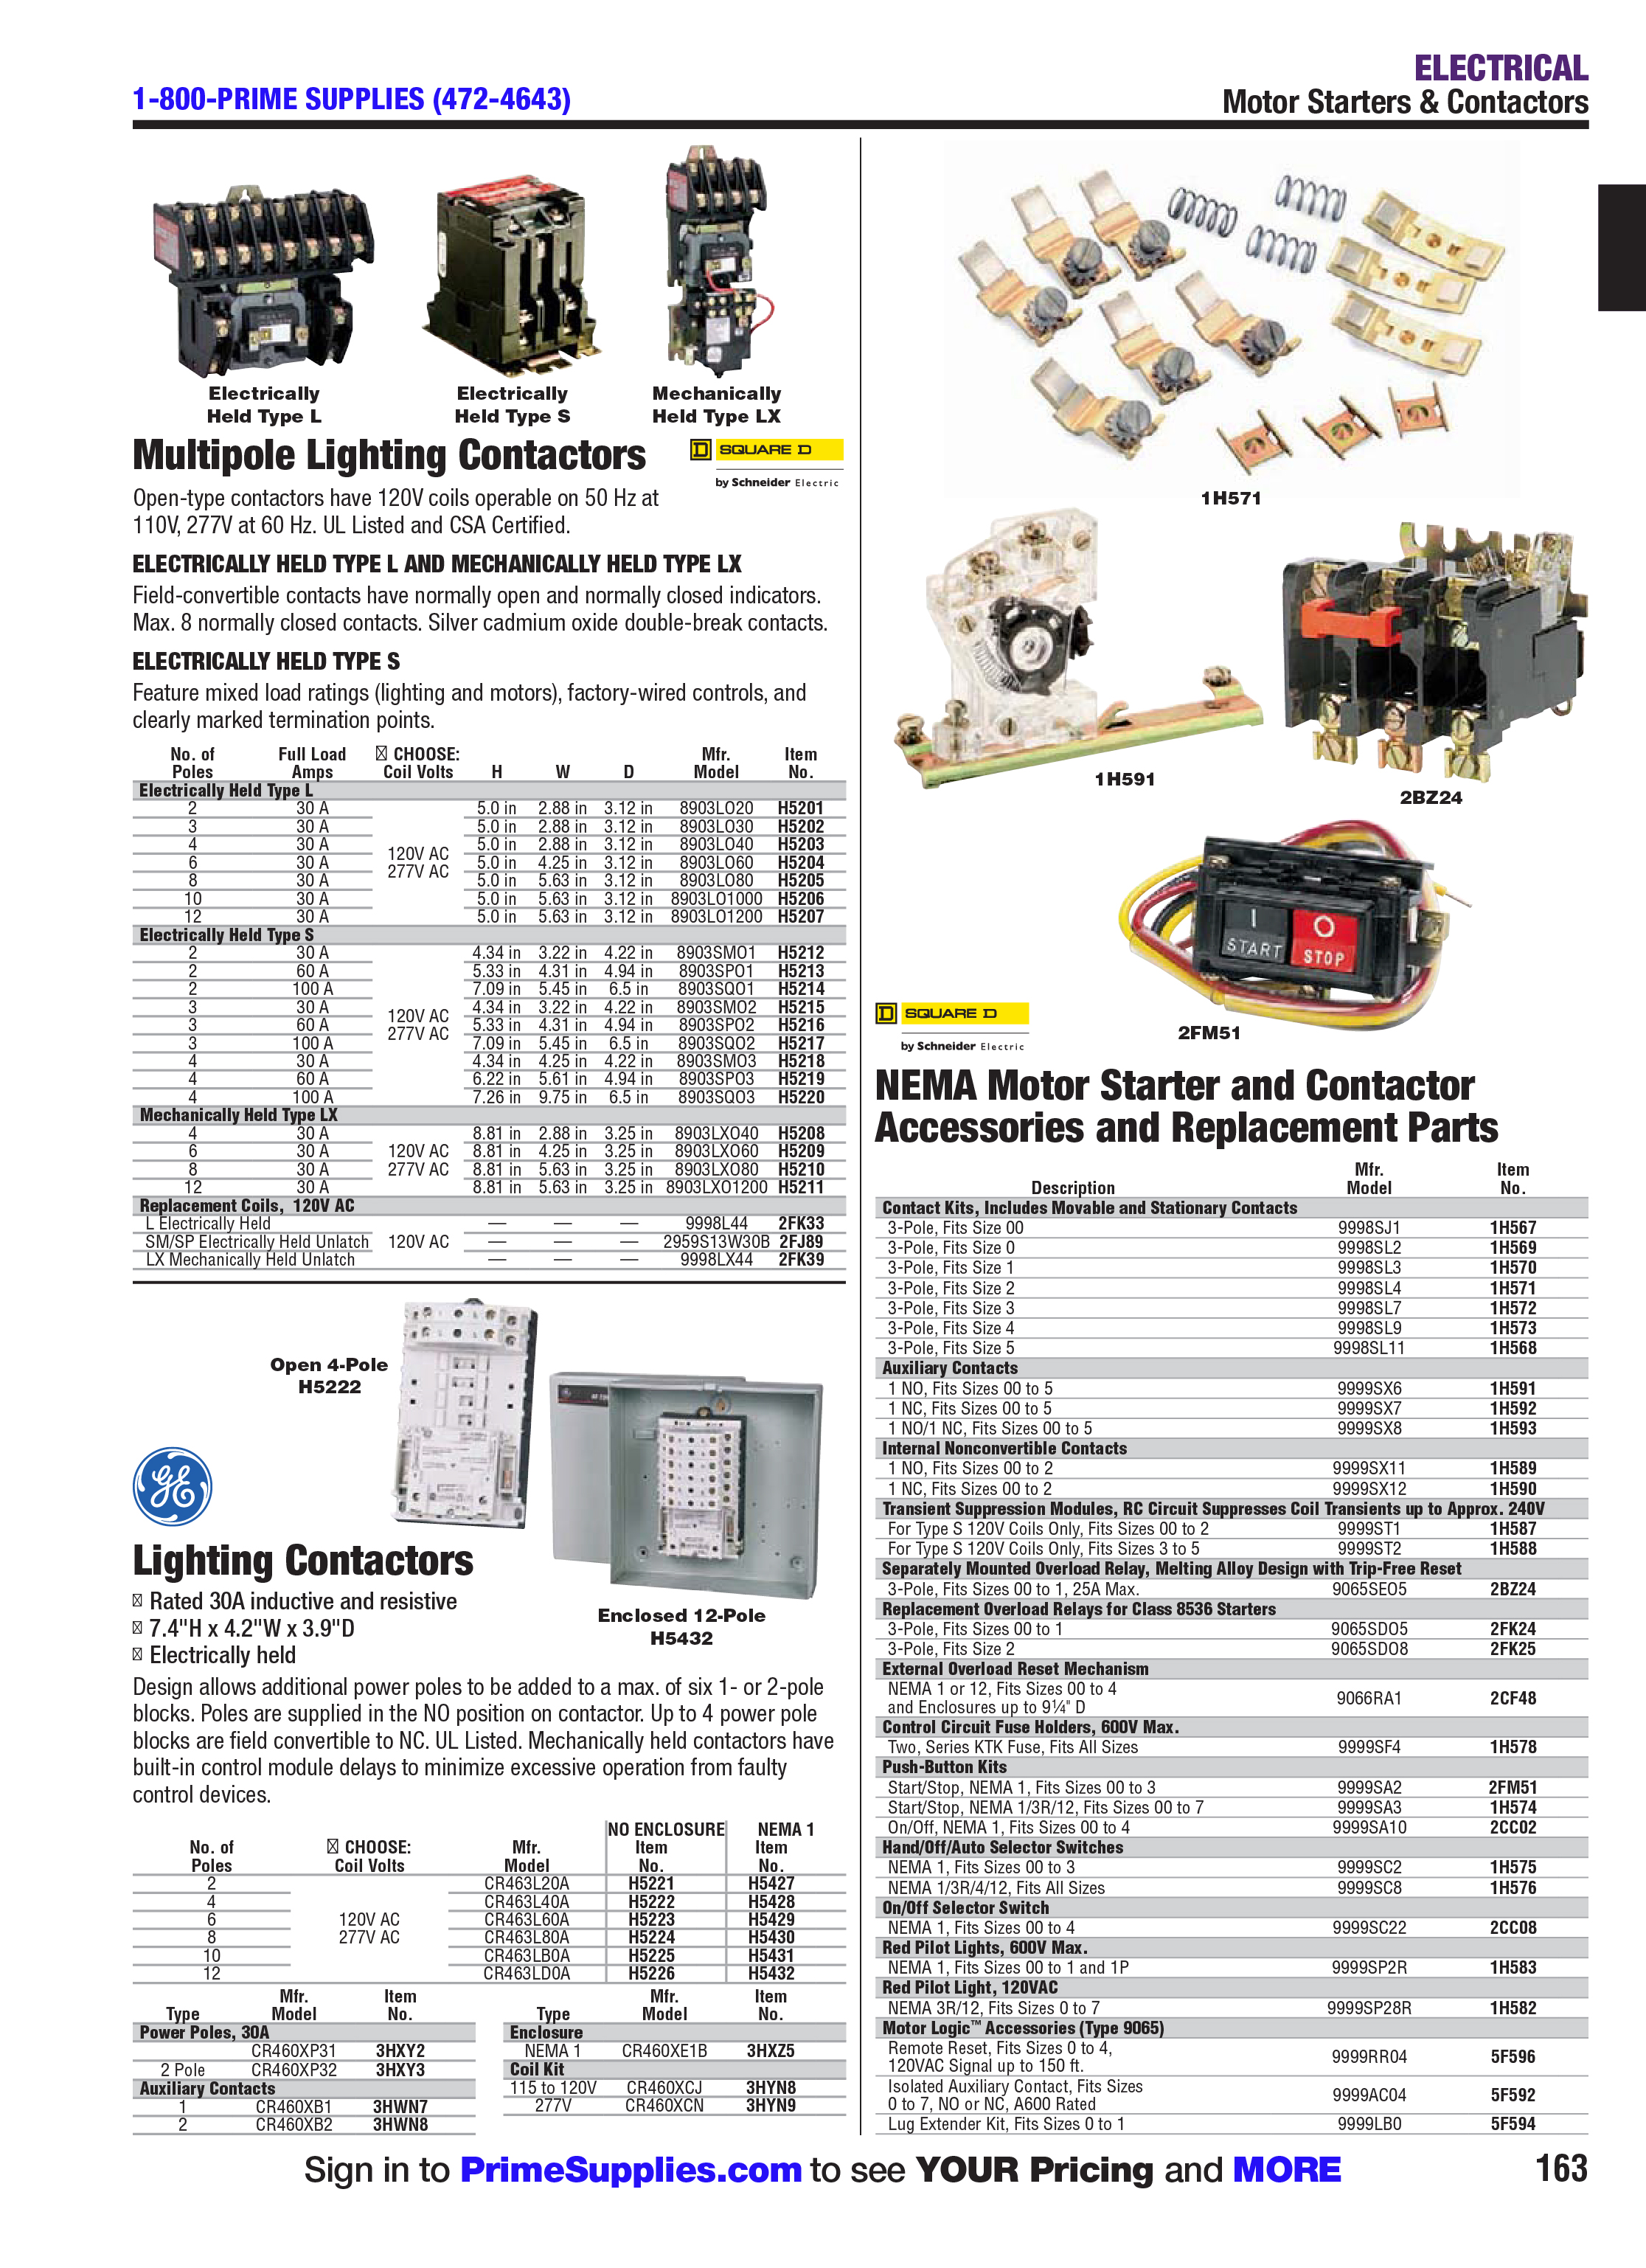 1-800-PRIME SUPPLIES (472-4643)
ELECTRICAL
Motor Starters & Contactors
Electrically
Held Type L
Electrically
Held Type S
Mechanically
Held Type LX
Multipole Lighting Contactors
D SQUARE D
by Schneider Electric
Open-type contactors have 120V coils operable on 50 Hz at
110V, 277V at 60 Hz. UL Listed and CSA Certified.
ELECTRICALLY HELD TYPE L AND MECHANICALLY HELD TYPE LX
Field-convertible contacts have normally open and normally closed indicators.
Max. 8 normally closed contacts. Silver cadmium oxide double-break contacts.
ELECTRICALLY HELD TYPE S
Feature mixed load ratings (lighting and motors), factory-wired controls, and
clearly marked termination points.
No. of Full Load CHOOSE: Mfr. Item
Poles Amps Coil Volts H W D Model No.
Electrically Held Type L
2 30 A 5.0 in 2.88 in 3.12 in 8903LO20 H5201
3 30 A 5.0 in 2.88 in 3.12 in 8903LO30 H5202
4 30 A 5.0 in 2.88 in 3.12 in 8903LO40 H5203
120V AC
6 30 A 5.0 in 4.25 in 3.12 in 8903LO60 H5204
277V AC
8 30 A 5.0 in 5.63 in 3.12 in 8903LO80 H5205
10 30 A 5.0 in 5.63 in 3.12 in 8903LO1000 H5206
12 30 A 5.0 in 5.63 in 3.12 in 8903LO1200 H5207
Electrically Held Type S
2 30 A 4.34 in 3.22 in 4.22 in 8903SMO1 H5212
2 60 A 5.33 in 4.31 in 4.94 in 8903SPO1 H5213
2 100 A 7.09 in 5.45 in 6.5 in 8903SQO1 H5214
3 30 A 4.34 in 3.22 in 4.22 in 8903SMO2 H5215
120V AC
3 60 A 5.33 in 4.31 in 4.94 in 8903SPO2 H5216
277V AC
3 100 A 7.09 in 5.45 in 6.5 in 8903SQO2 H5217
4 30 A 4.34 in 4.25 in 4.22 in 8903SMO3 H5218
4 60 A 6.22 in 5.61 in 4.94 in 8903SPO3 H5219
4 100 A 7.26 in 9.75 in 6.5 in 8903SQO3 H5220
Mechanically Held Type LX
4 30 A 8.81 in 2.88 in 3.25 in 8903LXO40 H5208
6 30 A 120V AC 8.81 in 4.25 in 3.25 in 8903LXO60 H5209
8 30 A 277V AC 8.81 in 5.63 in 3.25 in 8903LXO80 H5210
12 30 A 8.81 in 5.63 in 3.25 in 8903LXO1200 H5211
Replacement Coils, 120V AC
L Electrically Held — — — 9998L44 2FK33
SM/SP Electrically Held Unlatch 120V AC — — — 2959S13W30B 2FJ89
LX Mechanically Held Unlatch — — — 9998LX44 2FK39
Open 4-Pole
H5222
GE
Enclosed 12-Pole
H5432
Lighting Contactors
Rated 30A inductive and resistive
7.4"H x 4.2"W x 3.9"D
Electrically held
Design allows additional power poles to be added to a max. of six 1- or 2-pole
blocks. Poles are supplied in the NO position on contactor. Up to 4 power pole
blocks are field convertible to NC. UL Listed. Mechanically held contactors have
built-in control module delays to minimize excessive operation from faulty
control devices.
NO ENCLOSURE NEMA 1
No. of CHOOSE: Mfr. Item Item
Poles Coil Volts Model No. No.
2 CR463L20A H5221 H5427
4 CR463L40A H5222 H5428
6 120V AC CR463L60A H5223 H5429
8 277V AC CR463L80A H5224 H5430
10 CR463LB0A H5225 H5431
12 CR463LD0A H5226 H5432
Mfr. Item
Type Model No.
Power Poles, 30A
CR460XP31 3HXY2
2 Pole CR460XP32 3HXY3
Auxiliary Contacts
1 CR460XB1 3HWN7
2 CR460XB2 3HWN8
Mfr. Item
Type Model No.
Enclosure
NEMA 1 CR460XE1B 3HXZ5
Coil Kit
115 to 120V CR460XCJ 3HYN8
277V CR460XCN 3HYN9
1H571
1H591
2BZ24
I
START
O
STOP
2FM51
D SQUARE D
by Schneider Electric
NEMA Motor Starter and Contactor
Accessories and Replacement Parts
Mfr. Item
Description Model No.
Contact Kits, Includes Movable and Stationary Contacts
3-Pole, Fits Size 00 9998SJ1 1H567
3-Pole, Fits Size 0 9998SL2 1H569
3-Pole, Fits Size 1 9998SL3 1H570
3-Pole, Fits Size 2 9998SL4 1H571
3-Pole, Fits Size 3 9998SL7 1H572
3-Pole, Fits Size 4 9998SL9 1H573
3-Pole, Fits Size 5 9998SL11 1H568
Auxiliary Contacts
1 NO, Fits Sizes 00 to 5 9999SX6 1H591
1 NC, Fits Sizes 00 to 5 9999SX7 1H592
1 NO/1 NC, Fits Sizes 00 to 5 9999SX8 1H593
Internal Nonconvertible Contacts
1 NO, Fits Sizes 00 to 2 9999SX11 1H589
1 NC, Fits Sizes 00 to 2 9999SX12 1H590
Transient Suppression Modules, RC Circuit Suppresses Coil Transients up to Approx. 240V
For Type S 120V Coils Only, Fits Sizes 00 to 2 9999ST1 1H587
For Type S 120V Coils Only, Fits Sizes 3 to 5 9999ST2 1H588
Separately Mounted Overload Relay, Melting Alloy Design with Trip-Free Reset
3-Pole, Fits Sizes 00 to 1, 25A Max. 9065SEO5 2BZ24
Replacement Overload Relays for Class 8536 Starters
3-Pole, Fits Sizes 00 to 1 9065SDO5 2FK24
3-Pole, Fits Size 2 9065SDO8 2FK25
External Overload Reset Mechanism
NEMA 1 or 12, Fits Sizes 00 to 4
and Enclosures up to 9¼" D 9066RA1 2CF48
Control Circuit Fuse Holders, 600V Max.
Two, Series KTK Fuse, Fits All Sizes 9999SF4 1H578
Push-Button Kits
Start/Stop, NEMA 1, Fits Sizes 00 to 3 9999SA2 2FM51
Start/Stop, NEMA 1/3R/12, Fits Sizes 00 to 7 9999SA3 1H574
On/Off, NEMA 1, Fits Sizes 00 to 4 9999SA10 2CC02
Hand/Off/Auto Selector Switches
NEMA 1, Fits Sizes 00 to 3 9999SC2 1H575
NEMA 1/3R/4/12, Fits All Sizes 9999SC8 1H576
On/Off Selector Switch
NEMA 1, Fits Sizes 00 to 4 9999SC22 2CC08
Red Pilot Lights, 600V Max.
NEMA 1, Fits Sizes 00 to 1 and 1P 9999SP2R 1H583
Red Pilot Light, 120VAC
NEMA 3R/12, Fits Sizes 0 to 7 9999SP28R 1H582
Motor Logic™ Accessories (Type 9065)
Remote Reset, Fits Sizes 0 to 4,
120VAC Signal up to 150 ft. 9999RR04 5F596
Isolated Auxiliary Contact, Fits Sizes
0 to 7, NO or NC, A600 Rated 9999AC04 5F592
Lug Extender Kit, Fits Sizes 0 to 1 9999LB0 5F594
Sign in to PrimeSupplies.com to see YOUR Pricing and MORE
163